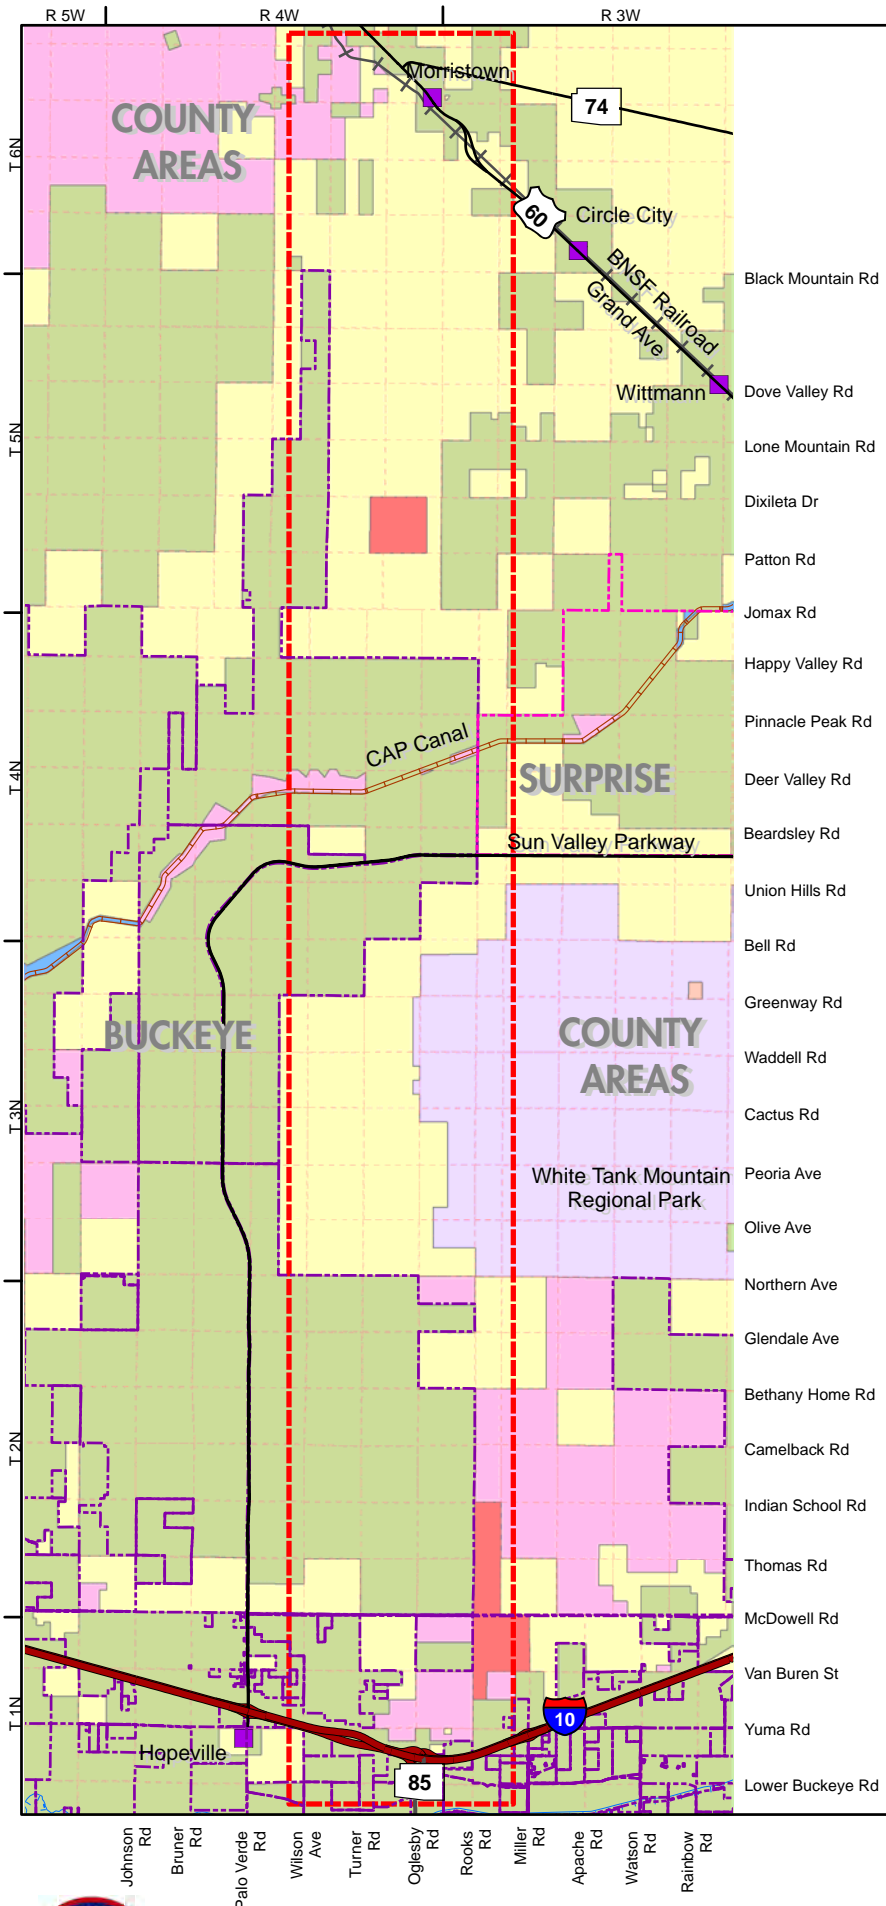 R 5W
R 4W
R 3W
T 6N
T 5N
T 4N
T 3N
T 2N
T 1N
COUNTY
AREAS
Morristown
74
60
Circle City
BNSF Railroad
Grand Ave
Wittmann
CAP Canal
SURPRISE
Sun Valley Parkway
BUCKEYE
COUNTY
AREAS
White Tank Mountain
Regional Park
10
Hopeville
85
Black Mountain Rd
Dove Valley Rd
Lone Mountain Rd
Dixileta Dr
Patton Rd
Jomax Rd
Happy Valley Rd
Pinnacle Peak Rd
Deer Valley Rd
Beardsley Rd
Union Hills Rd
Bell Rd
Greenway Rd
Waddell Rd
Cactus Rd
Peoria Ave
Olive Ave
Northern Ave
Glendale Ave
Bethany Home Rd
Camelback Rd
Indian School Rd
Thomas Rd
McDowell Rd
Van Buren St
Yuma Rd
Lower Buckeye Rd
Johnson
Rd
Bruner
Rd
Palo Verde
Rd
Wilson
Ave
Turner
Rd
Oglesby
Rd
Rooks
Rd
Miller
Rd
Apache
Rd
Watson
Rd
Rainbow
Rd